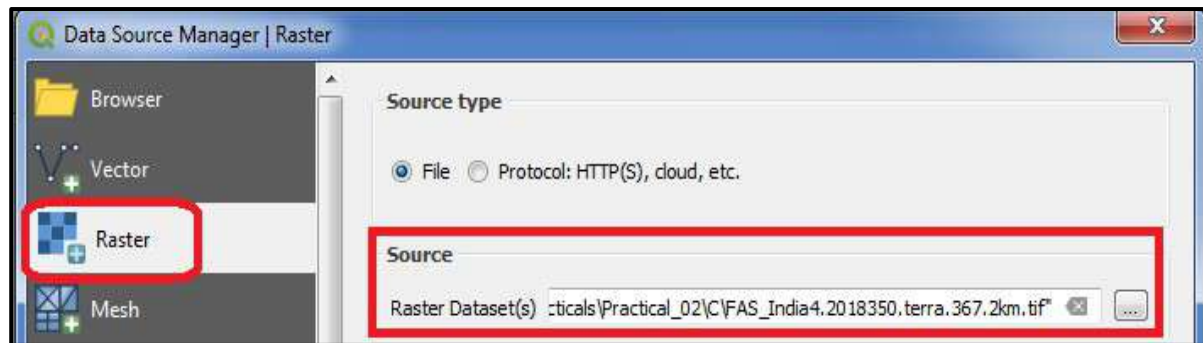 Data Source Manager | Raster
Browser
Vector
Raster
Mesh
Source type
File Protocol: HTTP(S), cloud, etc.
Source
Raster Dataset(s) :cticals\Practical_02\C\FAS_India4.2018350.terra.367.2km.tif" ...